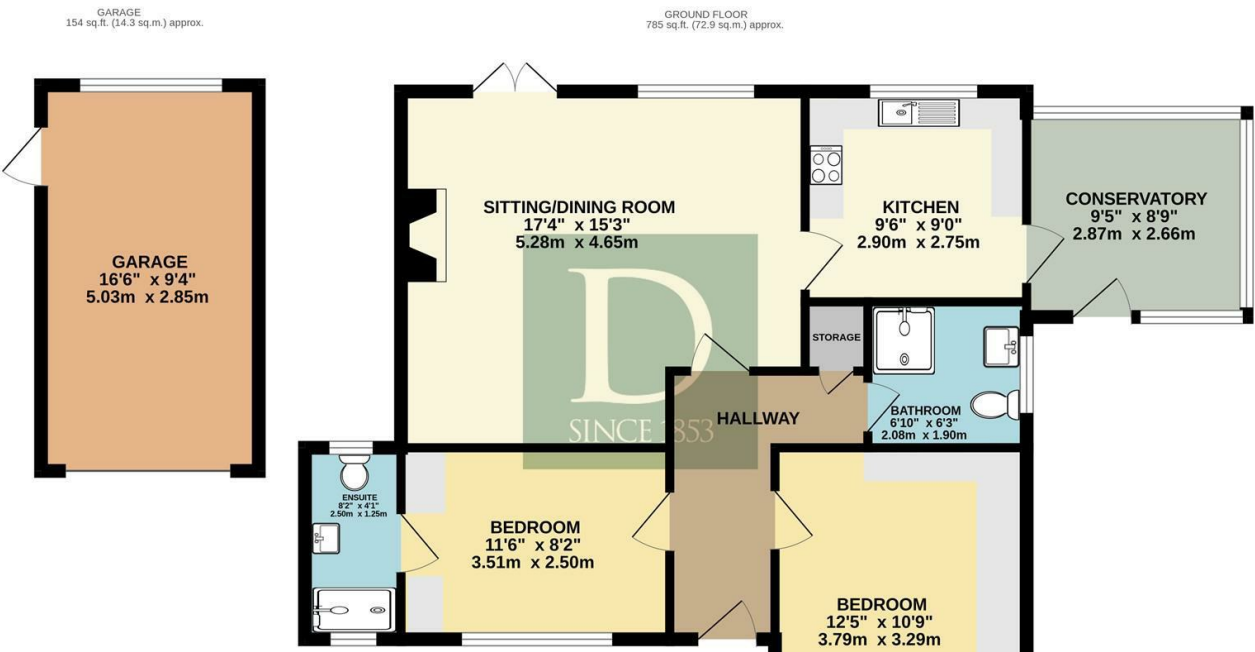 GARAGE
154 sq.ft. (14.3 sq.m.) approx.
GROUND FLOOR
785 sq.ft. (72.9 sq.m.) approx.
SITTING/DINING ROOM
17'4" x 15'3"
5.28m x 4.65m
KITCHEN
9'6" x 9'0"
2.90m x 2.75m
CONSERVATORY
9'5" x 8'9"
2.87m x 2.66m
GARAGE
16'6" x 9'4"
5.03m x 2.85m
D
SINCE 1853
STORAGE
HALLWAY
BATHROOM
6'10" x 6'3"
2.08m x 1.90m
ENSUITE
8'2" x 4'1"
2.50m x 1.25m
BEDROOM
11'6" x 8'2"
3.51m x 2.50m
BEDROOM
12'5" x 10'9"
3.79m x 3.29m